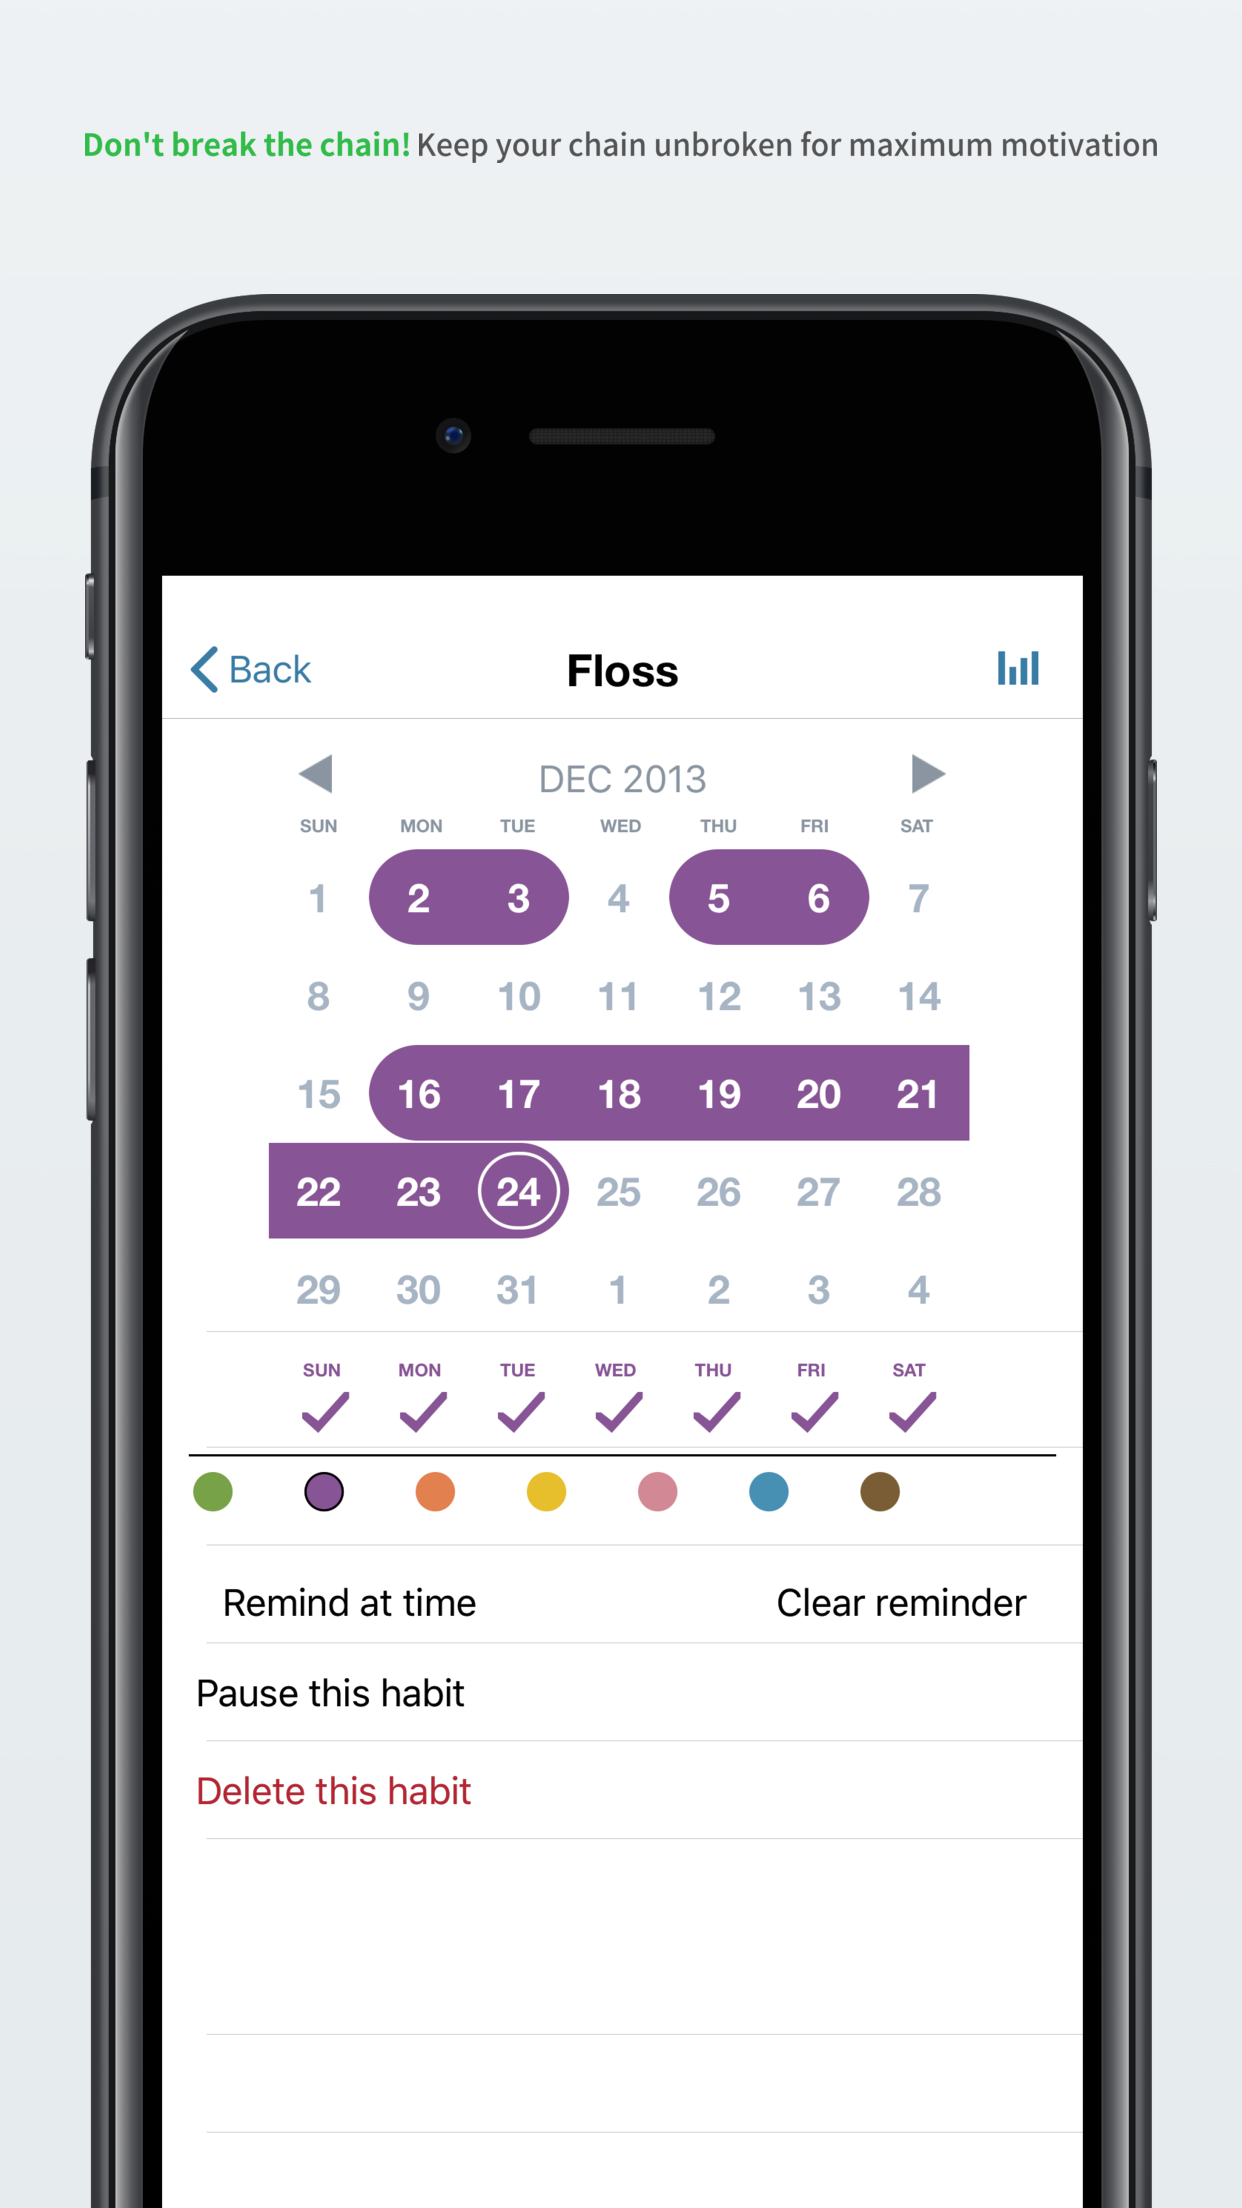 Don't break the chain! Keep your chain unbroken for maximum motivation
Back Floss
DEC 2013
SUN MON TUE WED THU FRI SAT
1 2 3 4 5 6 7
8 9 10 11 12 13 14
15 16 17 18 19 20 21
22 23 24 25 26 27 28
29 30 31 1 2 3 4
SUN MON TUE WED THU FRI SAT
Remind at time Clear reminder
Pause this habit
Delete this habit